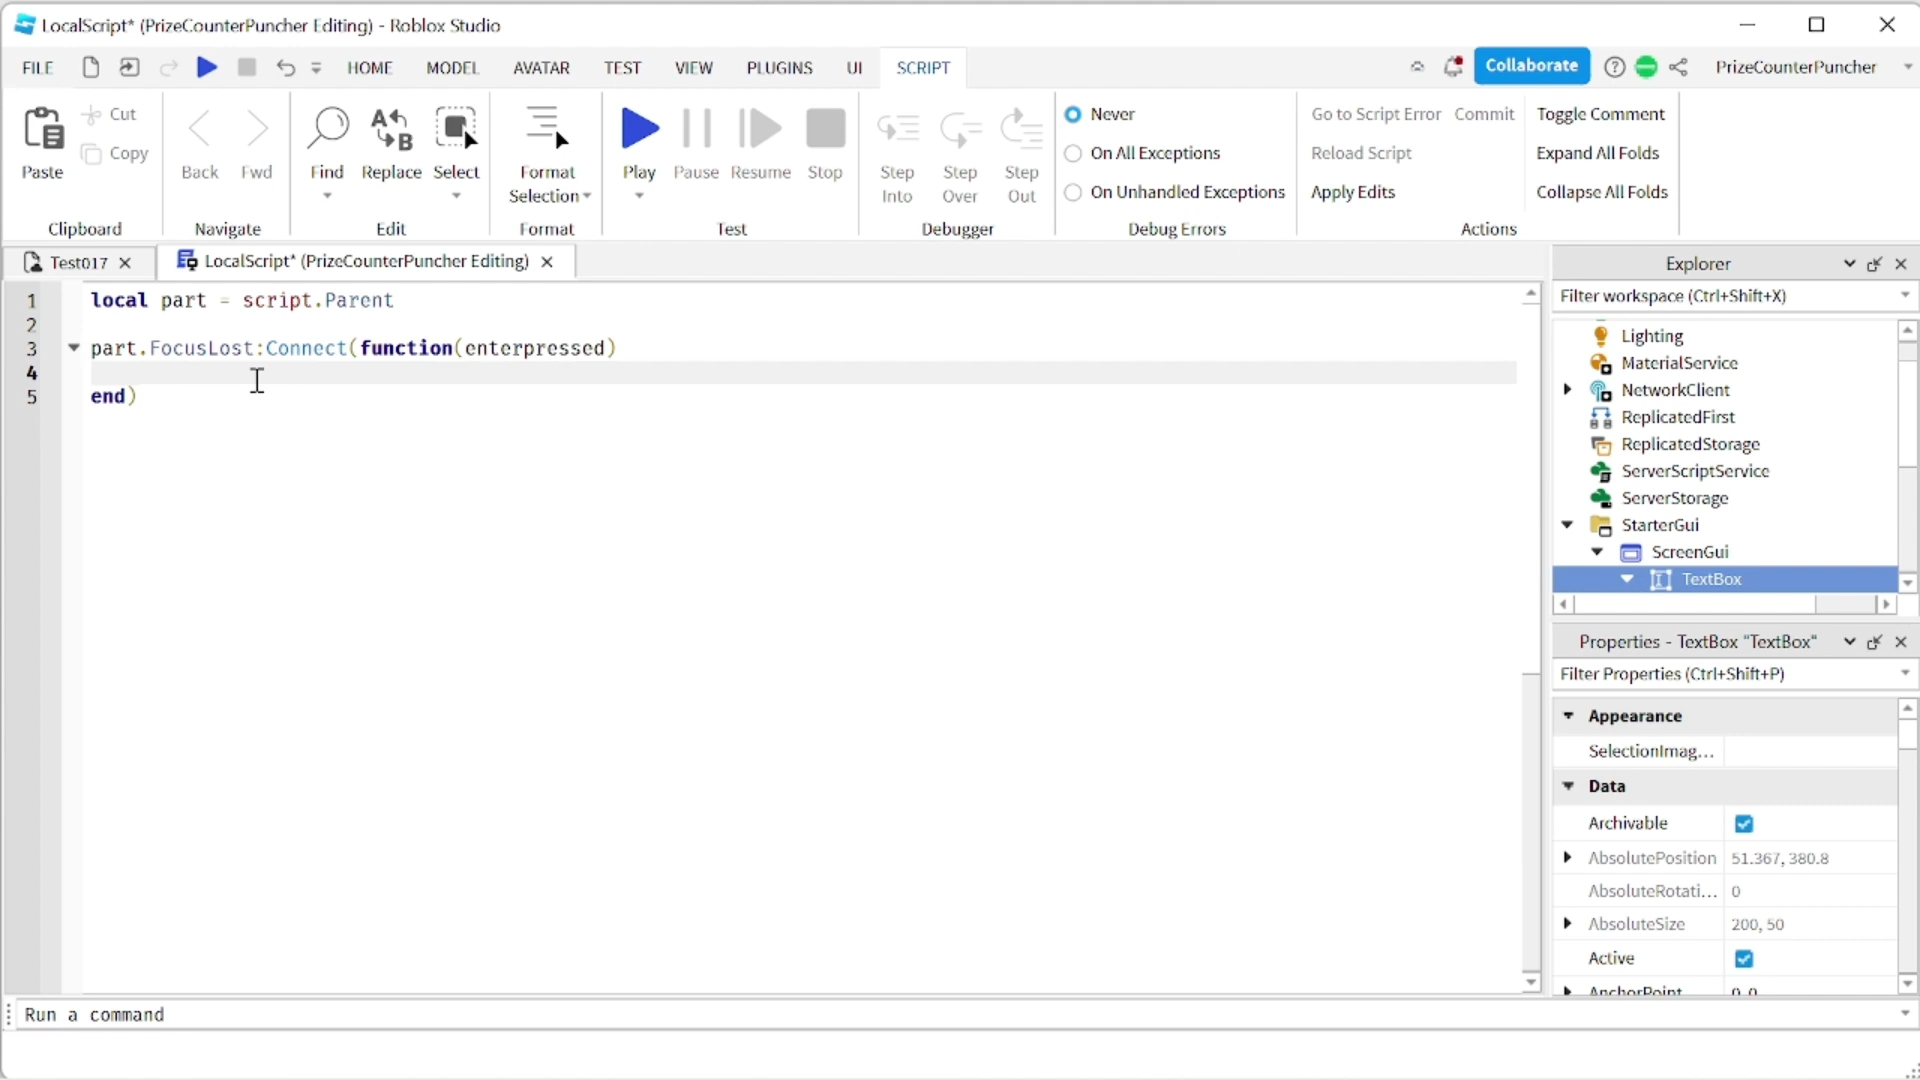 LocalScript* (PrizeCounterPuncher Editing) - Roblox Studio
FILE HOME MODEL AVATAR TEST VIEW PLUGINS UI SCRIPT Collaborate PrizeCounterPuncher
Paste Cut Copy
Clipboard
Back Fwd
Navigate
Find Replace Select
Edit
Format Selection
Format
Play Pause Resume Stop
Test
Step Into Step Over Step Out
Debugger
Never
On All Exceptions
On Unhandled Exceptions
Debug Errors
Go to Script Error Commit Toggle Comment
Reload Script Expand All Folds
Apply Edits Collapse All Folds
Actions
Test017 LocalScript* (PrizeCounterPuncher Editing)
1 local part = script.Parent
2
3 part.FocusLost:Connect(function(enterpressed)
4
5 end)
Explorer
Filter workspace (Ctrl+Shift+X)
Lighting
MaterialService
NetworkClient
ReplicatedFirst
ReplicatedStorage
ServerScriptService
ServerStorage
StarterGui
ScreenGui
TextBox
Properties - TextBox "TextBox"
Filter Properties (Ctrl+Shift+P)
Appearance
SelectionImag...
Data
Archivable
AbsolutePosition 51.367, 380.8
AbsoluteRotati... 0
AbsoluteSize 200, 50
Active
AnchorPoint 0, 0
Run a command